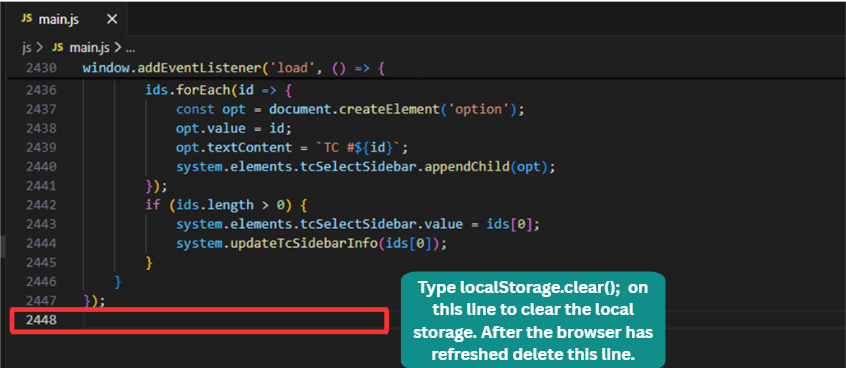 JS main.js ×
js > JS main.js > ...
2430 window.addEventListener('load', () => {
2436 ids.forEach(id => {
2437 const opt = document.createElement('option');
2438 opt.value = id;
2439 opt.textContent = `TC #${id}`;
2440 system.elements.tcSelectSidebar.appendChild(opt);
2441 });
2442 if (ids.length > 0) {
2443 system.elements.tcSelectSidebar.value = ids[0];
2444 system.updateTcSidebarInfo(ids[0]);
2445 }
2446 }
2447 });
2448
Type localStorage.clear(); on
this line to clear the local
storage. After the browser has
refreshed delete this line.